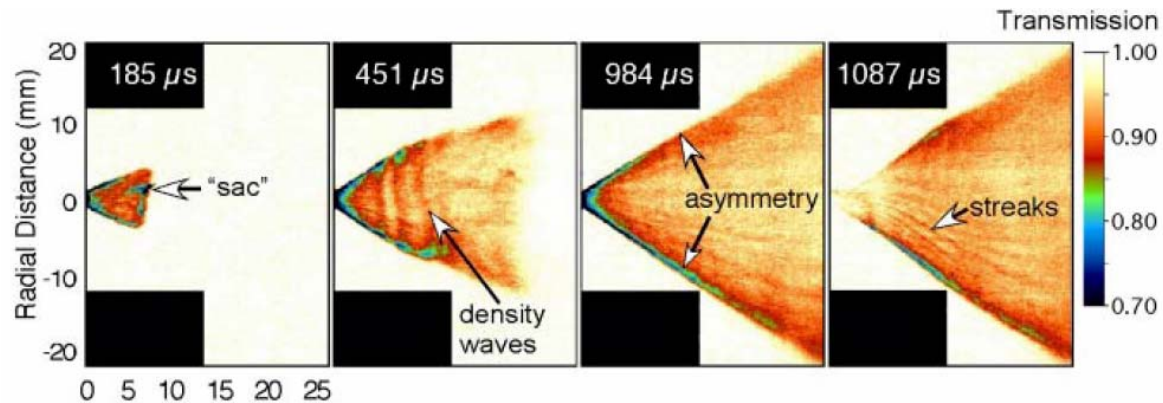 Transmission
20
10
0
-10
-20
Radial Distance (mm)
185 µs
451 µs
984 µs
1087 µs
1.00
0.90
0.80
0.70
“sac”
density
waves
asymmetry
streaks
0 5 10 15 20 25